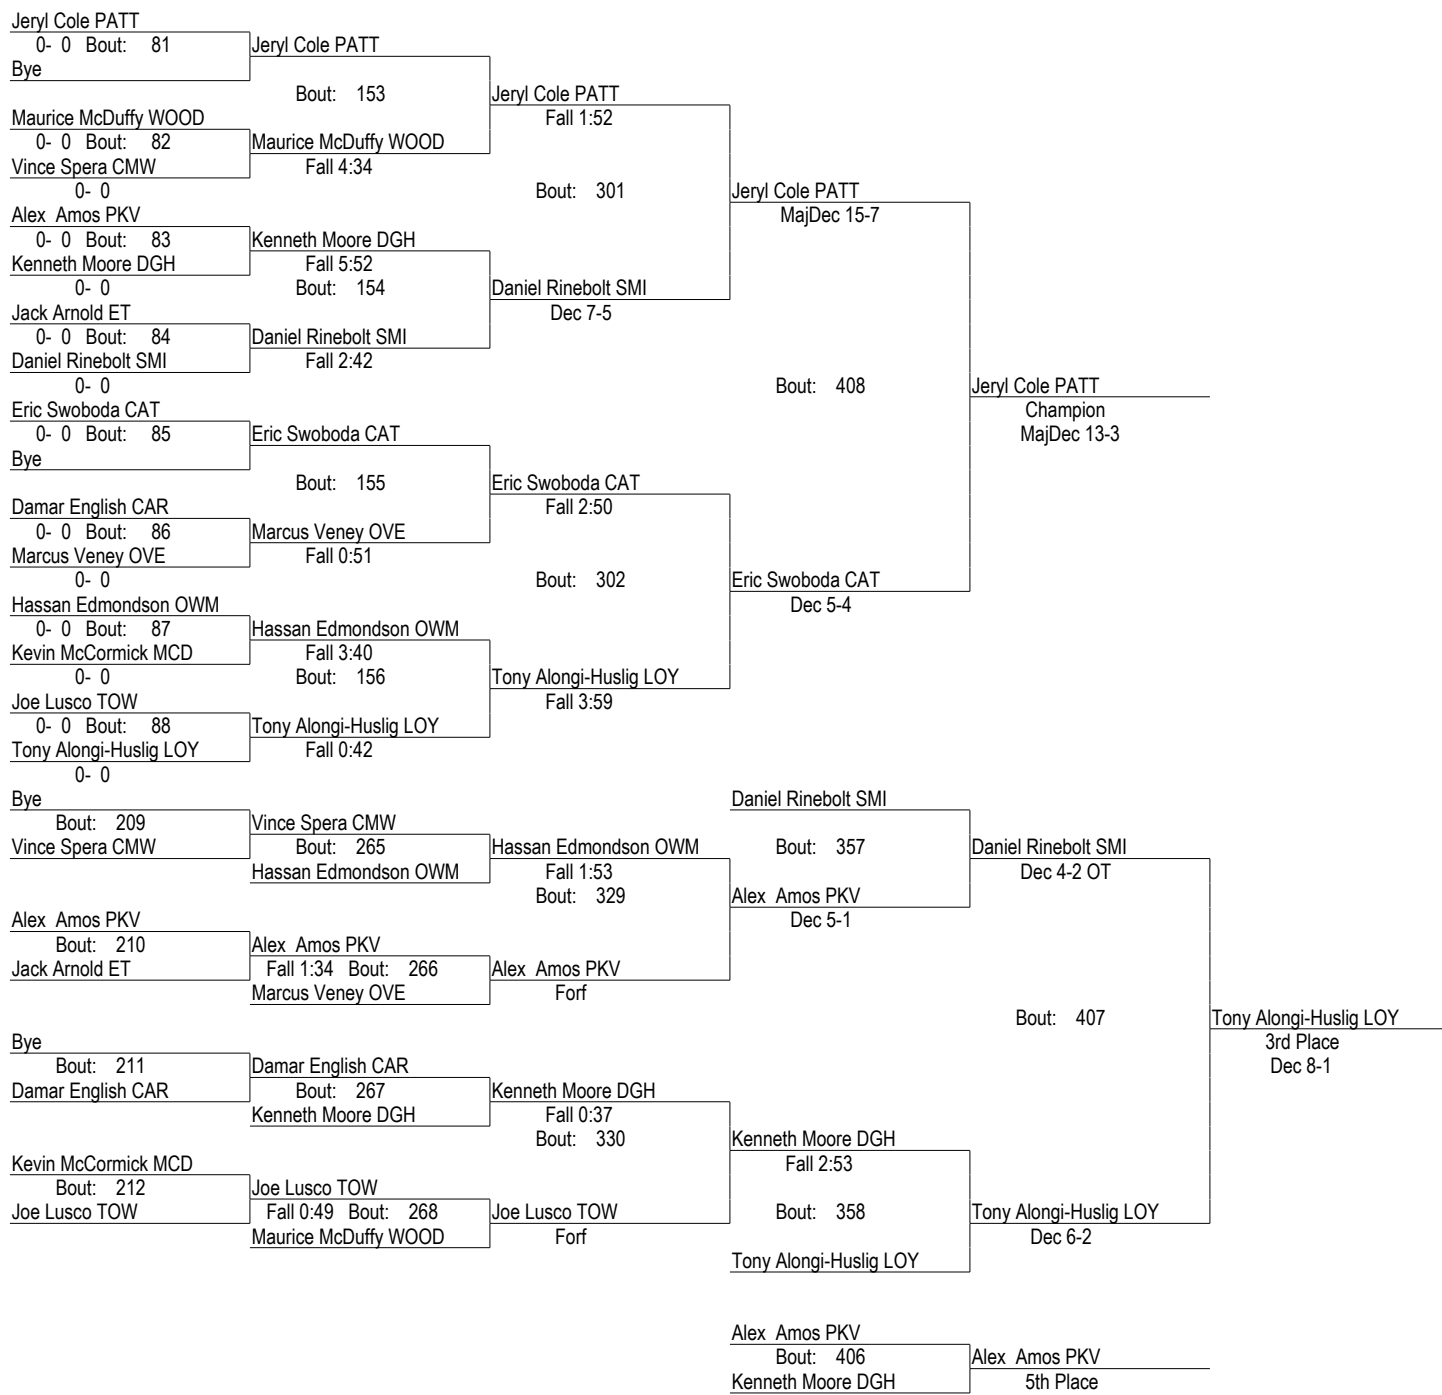 Jeryl Cole PATT
0- 0 Bout: 81 Jeryl Cole PATT
Bye
Bout: 153 Jeryl Cole PATT
Maurice McDuffy WOOD Fall 1:52
0- 0 Bout: 82 Maurice McDuffy WOOD
Vince Spera CMW Fall 4:34
0- 0 Bout: 301 Jeryl Cole PATT
Alex Amos PKV MajDec 15-7
0- 0 Bout: 83 Kenneth Moore DGH
Kenneth Moore DGH Fall 5:52
0- 0 Bout: 154 Daniel Rinebolt SMI
Jack Arnold ET Dec 7-5
0- 0 Bout: 84 Daniel Rinebolt SMI
Daniel Rinebolt SMI Fall 2:42
0- 0 Bout: 408 Jeryl Cole PATT
Eric Swoboda CAT Champion
0- 0 Bout: 85 Eric Swoboda CAT MajDec 13-3
Bye
Bout: 155 Eric Swoboda CAT
Damar English CAR Fall 2:50
0- 0 Bout: 86 Marcus Veney OVE
Marcus Veney OVE Fall 0:51
0- 0 Bout: 302 Eric Swoboda CAT
Hassan Edmondson OWM Dec 5-4
0- 0 Bout: 87 Hassan Edmondson OWM
Kevin McCormick MCD Fall 3:40
0- 0 Bout: 156 Tony Alongi-Huslig LOY
Joe Lusco TOW Fall 3:59
0- 0 Bout: 88 Tony Alongi-Huslig LOY
Tony Alongi-Huslig LOY Fall 0:42
0- 0
Bye Daniel Rinebolt SMI
Bout: 209 Vince Spera CMW
Vince Spera CMW Bout: 265 Hassan Edmondson OWM Bout: 357 Daniel Rinebolt SMI
Hassan Edmondson OWM Fall 1:53 Dec 4-2 OT
Bout: 329 Alex Amos PKV
Alex Amos PKV Dec 5-1
Bout: 210 Alex Amos PKV
Jack Arnold ET Fall 1:34 Bout: 266 Alex Amos PKV
Marcus Veney OVE Forf
Bout: 407 Tony Alongi-Huslig LOY
Bye 3rd Place
Bout: 211 Damar English CAR Dec 8-1
Damar English CAR Bout: 267 Kenneth Moore DGH
Kenneth Moore DGH Fall 0:37
Bout: 330 Kenneth Moore DGH
Kevin McCormick MCD Fall 2:53
Bout: 212 Joe Lusco TOW
Joe Lusco TOW Fall 0:49 Bout: 268 Joe Lusco TOW Bout: 358 Tony Alongi-Huslig LOY
Maurice McDuffy WOOD Forf Dec 6-2
Tony Alongi-Huslig LOY
Alex Amos PKV
Bout: 406 Alex Amos PKV
Kenneth Moore DGH 5th Place